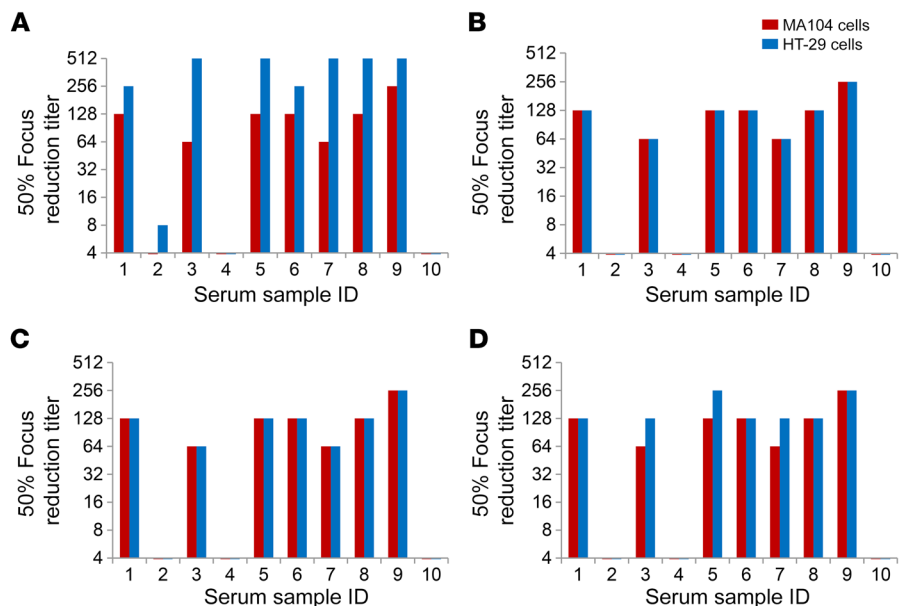 A
512
256
128
64
32
16
8
4
50% Focus
reduction titer
1 2 3 4 5 6 7 8 9 10
Serum sample ID
B
MA104 cells
HT-29 cells
512
256
128
64
32
16
8
4
50% Focus
reduction titer
1 2 3 4 5 6 7 8 9 10
Serum sample ID
C
512
256
128
64
32
16
8
4
50% Focus
reduction titer
1 2 3 4 5 6 7 8 9 10
Serum sample ID
D
512
256
128
64
32
16
8
4
50% Focus
reduction titer
1 2 3 4 5 6 7 8 9 10
Serum sample ID